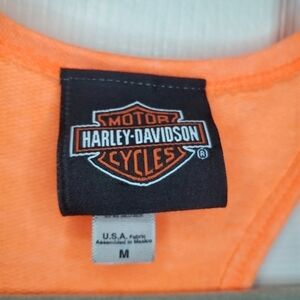 MOTOR
HARLEY-DAVIDSON
CYCLES
®
U.S.A. Fabric
Assembled in Mexico
M